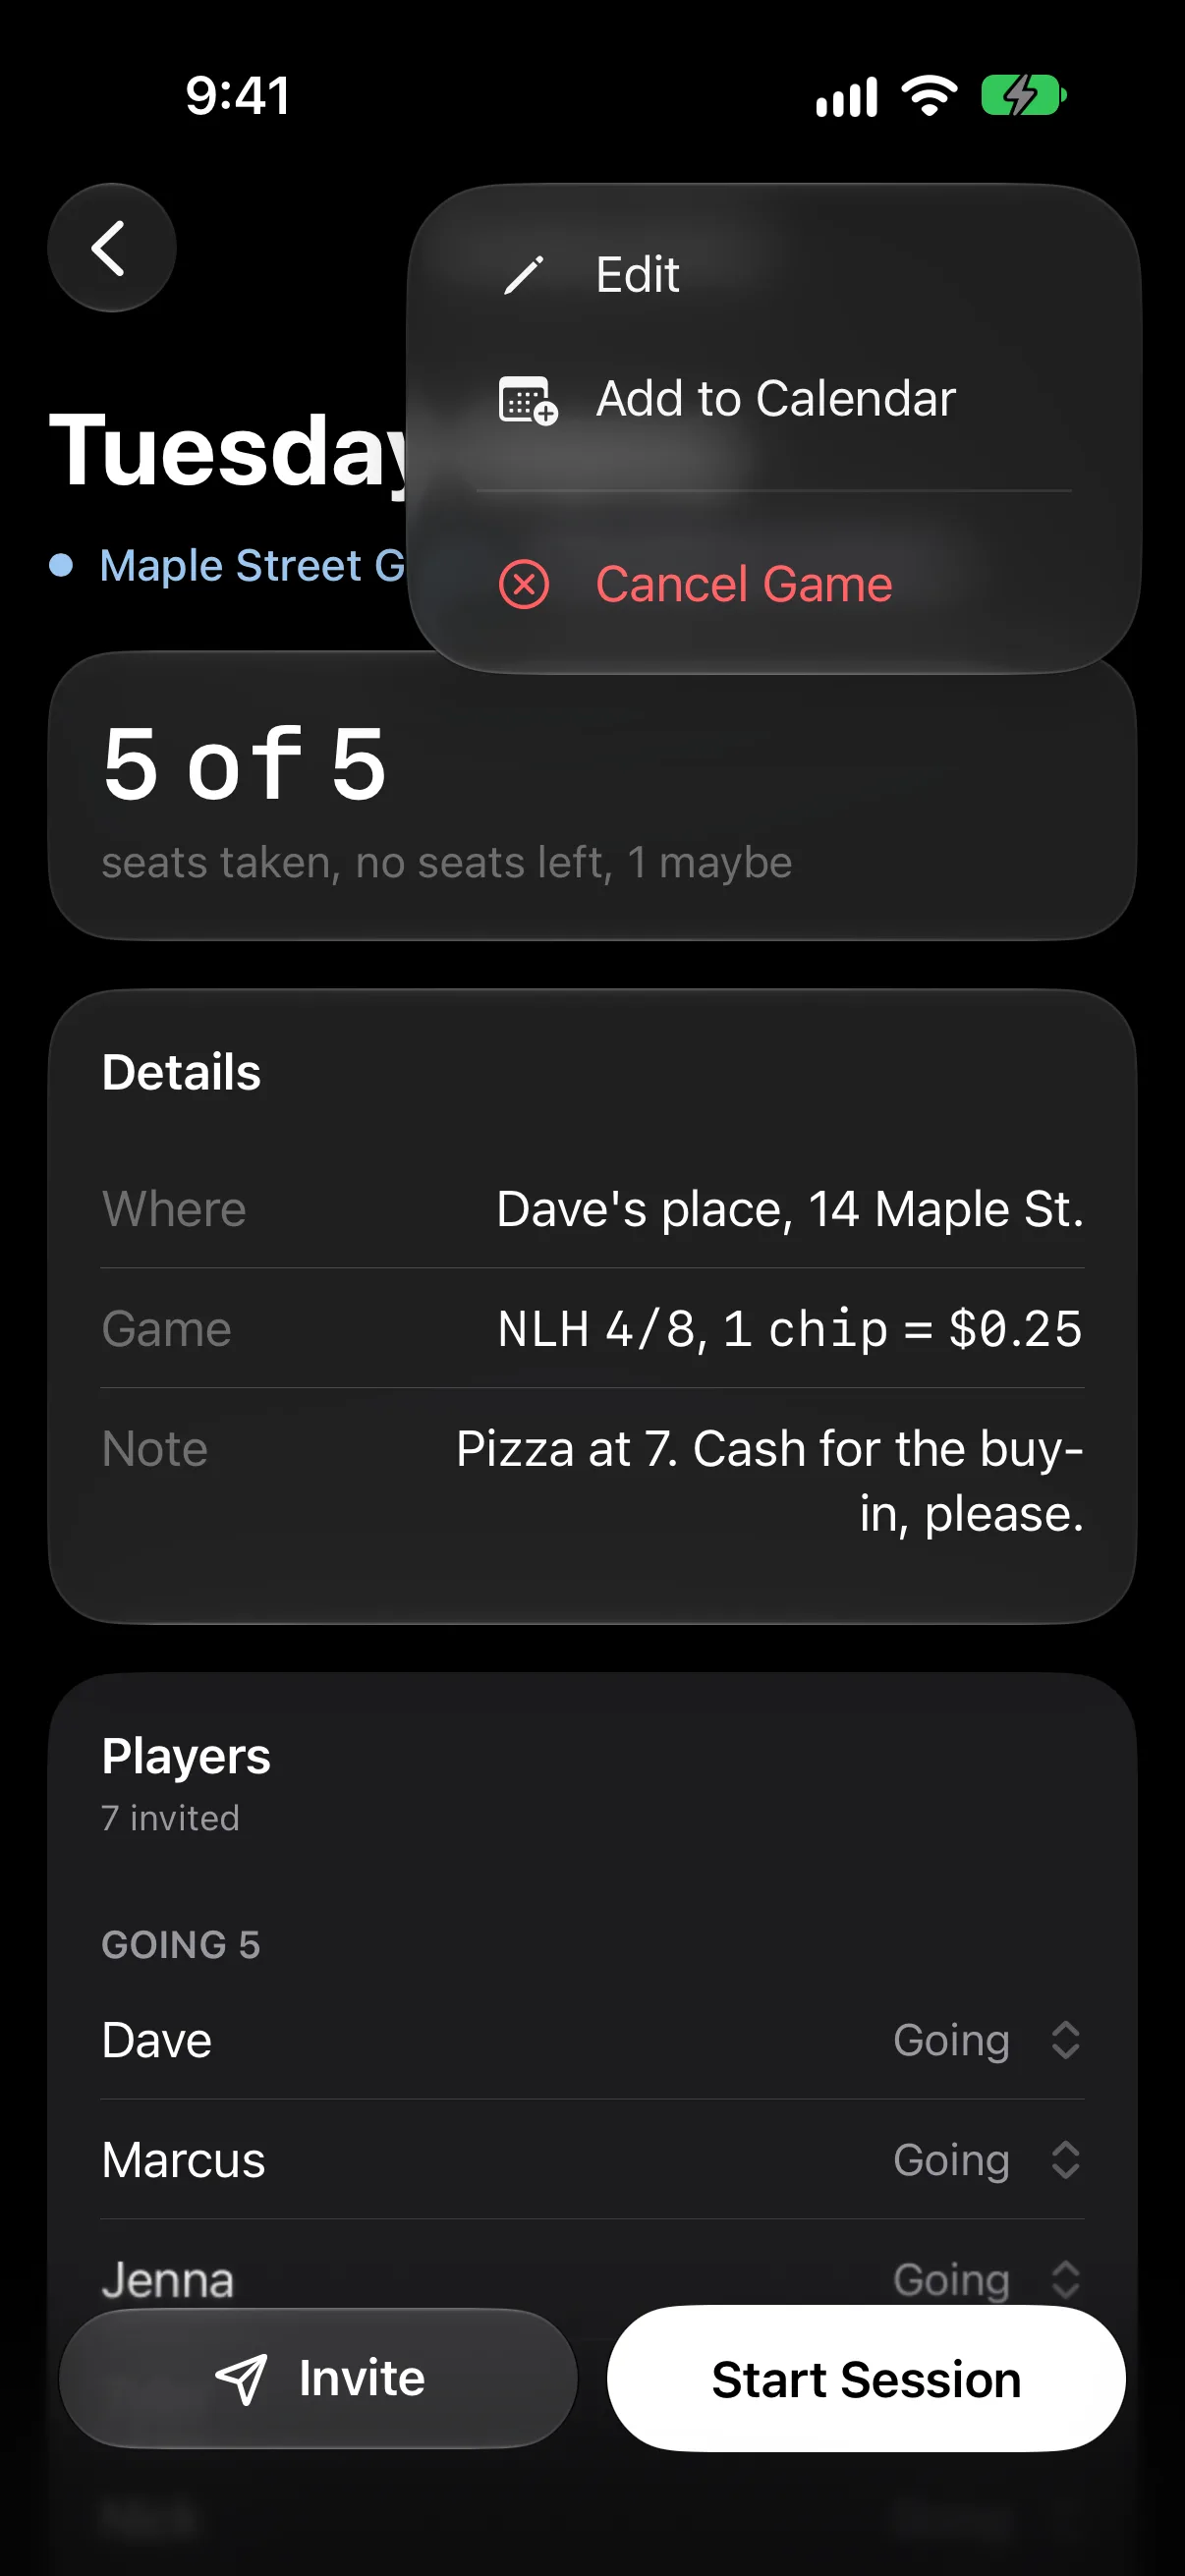 9:41
Edit
Add to Calendar
Cancel Game
Tuesday
Maple Street G
5 of 5
seats taken, no seats left, 1 maybe
Details
Where Dave's place, 14 Maple St.
Game NLH 4/8, 1 chip = $0.25
Note Pizza at 7. Cash for the buy-
in, please.
Players
7 invited
GOING 5
Dave Going
Marcus Going
Jenna Going
Invite
Start Session